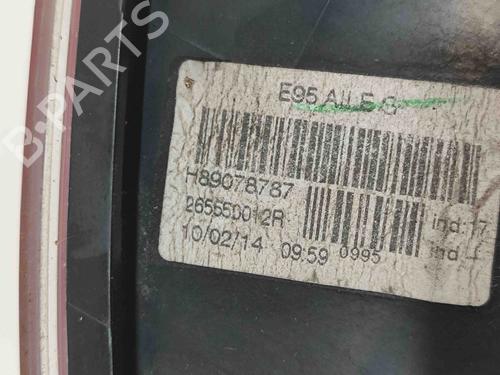 B-PARTS
E95 AILE G
H89078787
265550012R
ind.17
10/02/14 09:59 0995
ind --